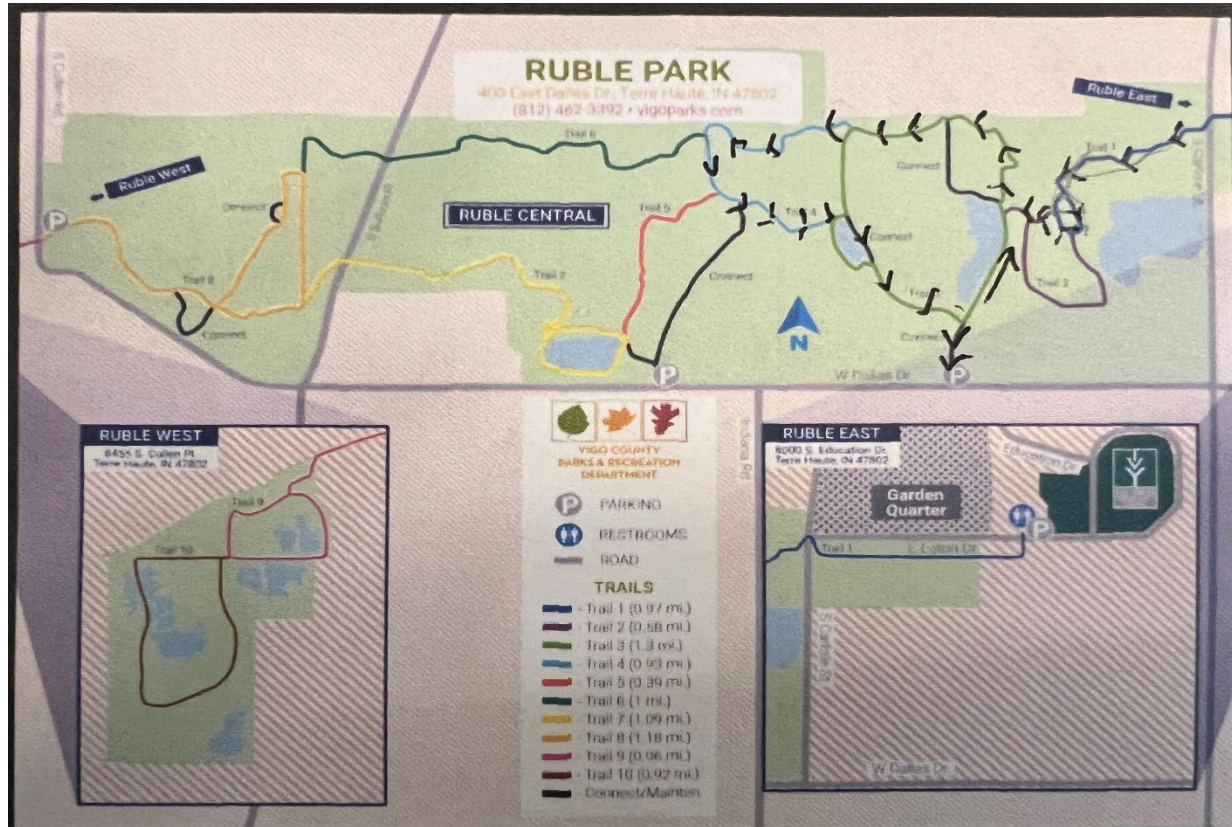 RUBLE PARK
400 East Dallas Dr, Terre Haute, IN 47802
(812) 462-3392 • vigoparks.com
Ruble East
Ruble West
RUBLE CENTRAL
Trail 6
Trail 1
Connect
Connect
Trail 5
Trail 4
Connect
Connect
Trail 7
Trail 2
Trail 8
Connect
Connect
P
P
P
N
W Dallas Dr
RUBLE WEST
Terre Haute, IN 47802
Trail 9
Trail 10
VIGO COUNTY
PARKS & RECREATION
DEPARTMENT
P PARKING
RESTROOMS
ROAD
TRAILS
- Trail 1 (0.97 mi.)
- Trail 2 (0.58 mi.)
- Trail 3 (1.3 mi.)
- Trail 4 (0.93 mi.)
- Trail 5 (0.39 mi.)
- Trail 6 (1 mi.)
- Trail 7 (1.09 mi.)
- Trail 8 (1.18 mi.)
- Trail 9 (0.96 mi.)
- Trail 10 (0.92 mi.)
- Connect/Mainten
RUBLE EAST
8000 S. Education Dr.
Terre Haute, IN 47802
Education Dr
Garden
Quarter
P
Trail 1
E Eaton Dr.
W Dallas Dr